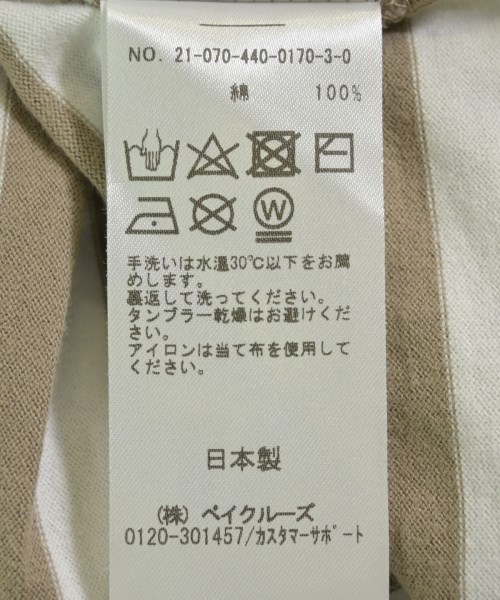 NO. 21-070-440-0170-3-0
綿 100%
W
手洗いは水温30℃以下をお薦
めします。
裏返して洗ってください。
タンブラー乾燥はお避けくだ
さい。
アイロンは当て布を使用して
ください。
日本製
(株) ベイクルーズ
0120-301457/カスタマーサポート